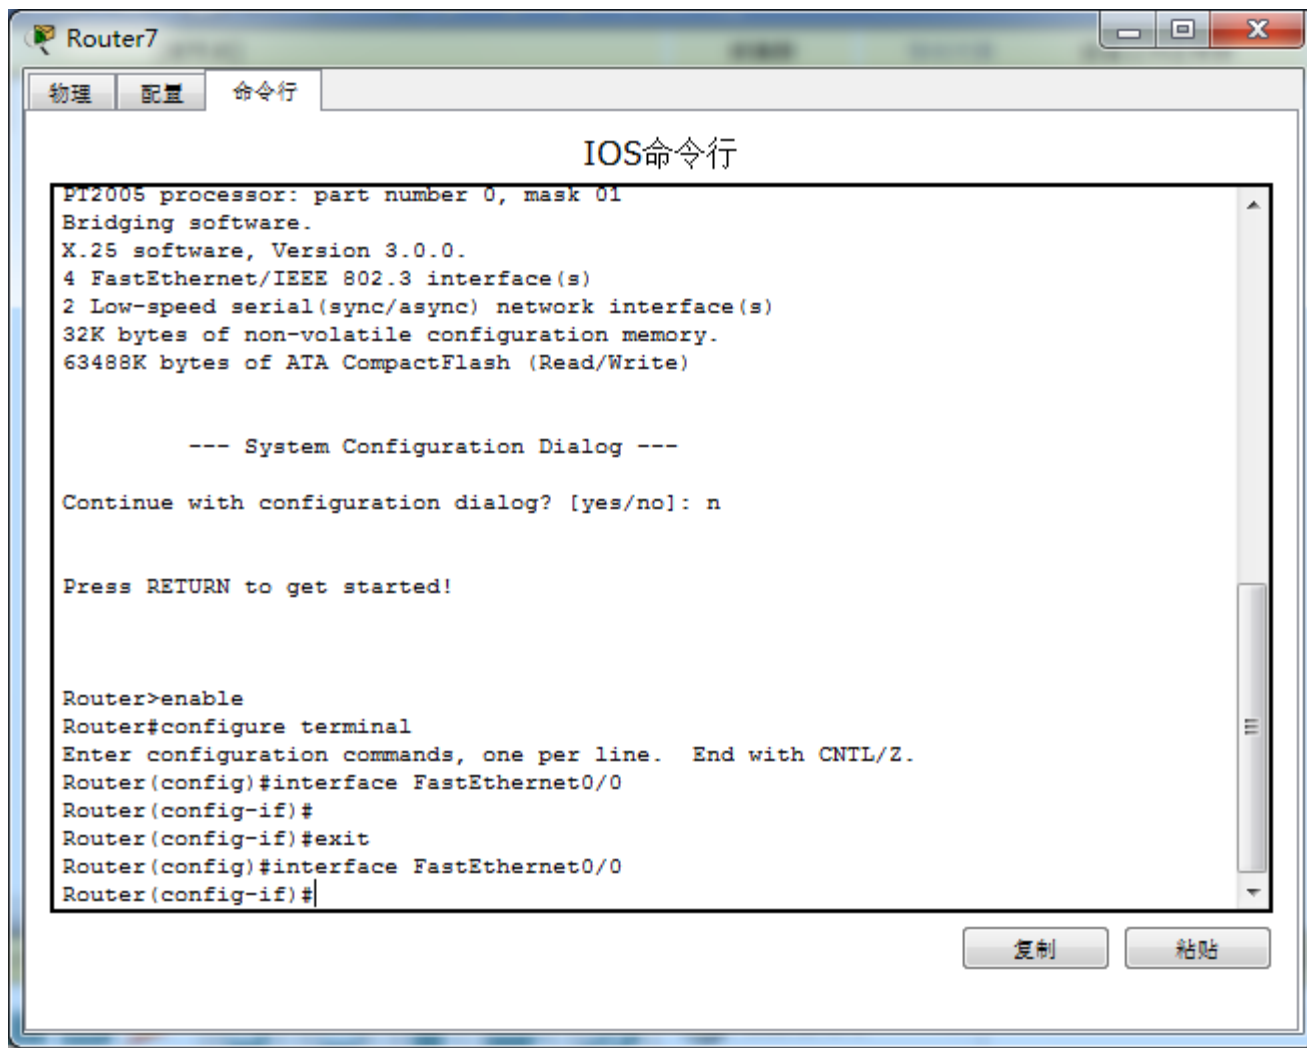 Router7
物理 配置 命令行
IOS命令行
PT2005 processor: part number 0, mask 01
Bridging software.
X.25 software, Version 3.0.0.
4 FastEthernet/IEEE 802.3 interface(s)
2 Low-speed serial(sync/async) network interface(s)
32K bytes of non-volatile configuration memory.
63488K bytes of ATA CompactFlash (Read/Write)
--- System Configuration Dialog ---
Continue with configuration dialog? [yes/no]: n
Press RETURN to get started!
Router>enable
Router#configure terminal
Enter configuration commands, one per line.  End with CNTL/Z.
Router(config)#interface FastEthernet0/0
Router(config-if)#
Router(config-if)#exit
Router(config)#interface FastEthernet0/0
Router(config-if)#
复制 粘贴